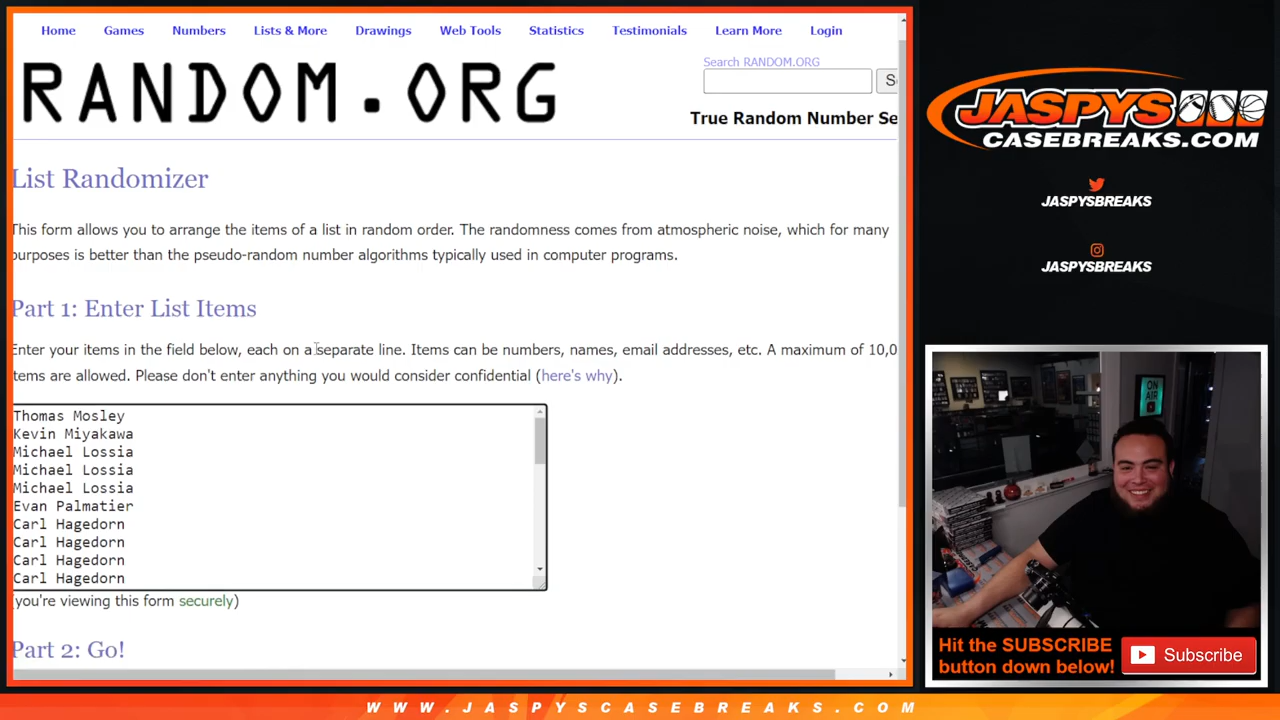 Home Games Numbers Lists & More Drawings Web Tools Statistics Testimonials Learn More Login
RANDOM.ORG
Search RANDOM.ORG
Se
True Random Number Se
List Randomizer
This form allows you to arrange the items of a list in random order. The randomness comes from atmospheric noise, which for many
purposes is better than the pseudo-random number algorithms typically used in computer programs.
Part 1: Enter List Items
Enter your items in the field below, each on a separate line. Items can be numbers, names, email addresses, etc. A maximum of 10,0
items are allowed. Please don't enter anything you would consider confidential (here's why).
Thomas Mosley
Kevin Miyakawa
Michael Lossia
Michael Lossia
Michael Lossia
Evan Palmatier
Carl Hagedorn
Carl Hagedorn
Carl Hagedorn
Carl Hagedorn
(you're viewing this form securely)
Part 2: Go!
JASPYS
CASEBREAKS.COM
JASPYSBREAKS
JASPYSBREAKS
ON
AIR
Hit the SUBSCRIBE
button down below!
Subscribe
WWW.JASPYSCASEBREAKS.COM